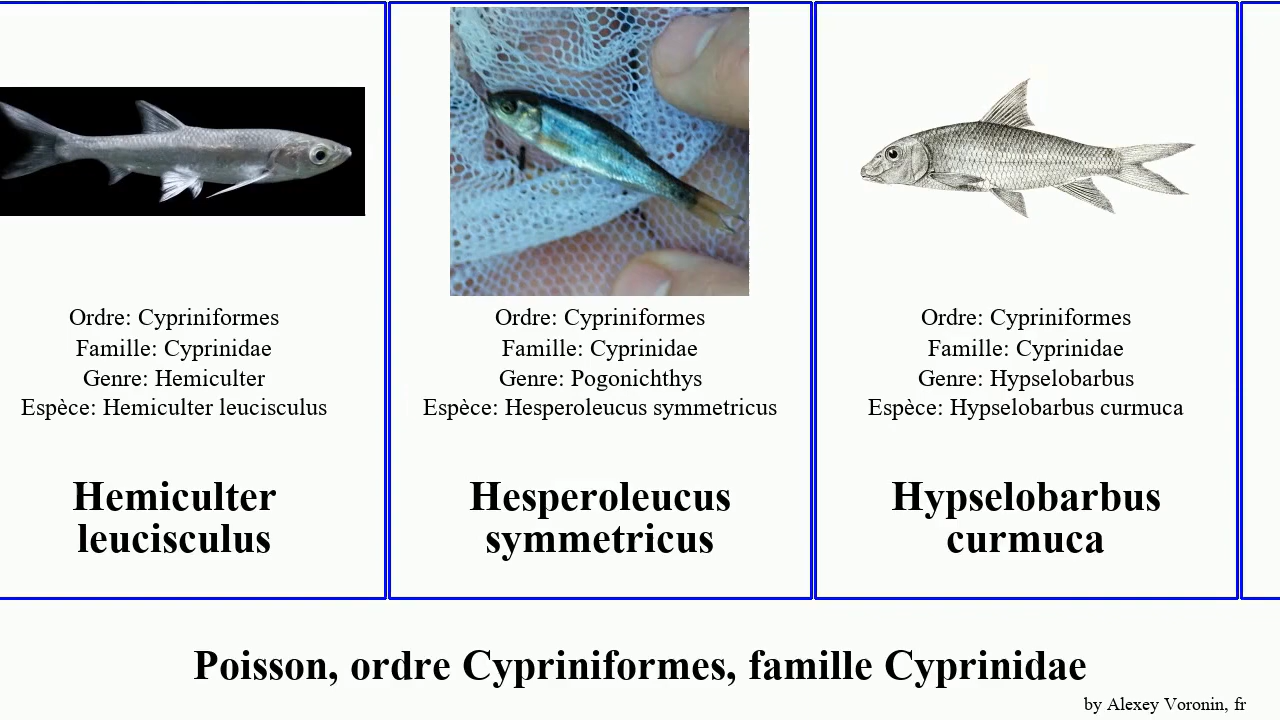 Ordre: Cypriniformes
Famille: Cyprinidae
Genre: Hemiculter
Espèce: Hemiculter leucisculus
Hemiculter
leucisculus
Ordre: Cypriniformes
Famille: Cyprinidae
Genre: Pogonichthys
Espèce: Hesperoleucus symmetricus
Hesperoleucus
symmetricus
Ordre: Cypriniformes
Famille: Cyprinidae
Genre: Hypselobarbus
Espèce: Hypselobarbus curmuca
Hypselobarbus
curmuca
Poisson, ordre Cypriniformes, famille Cyprinidae
by Alexey Voronin, fr